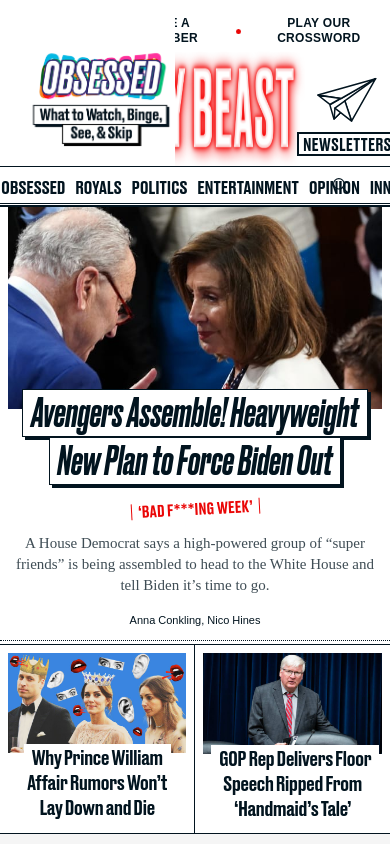 E A
BER
PLAY OUR
CROSSWORD
OBSESSED
What to Watch, Binge,
See, & Skip
Y BEAST
NEWSLETTERS
OBSESSED ROYALS POLITICS ENTERTAINMENT OPINION INN
Avengers Assemble! Heavyweight
New Plan to Force Biden Out
‘BAD F***ING WEEK’
A House Democrat says a high-powered group of “super
friends” is being assembled to head to the White House and
tell Biden it’s time to go.
Anna Conkling, Nico Hines
Why Prince William
Affair Rumors Won’t
Lay Down and Die
GOP Rep Delivers Floor
Speech Ripped From
‘Handmaid’s Tale’